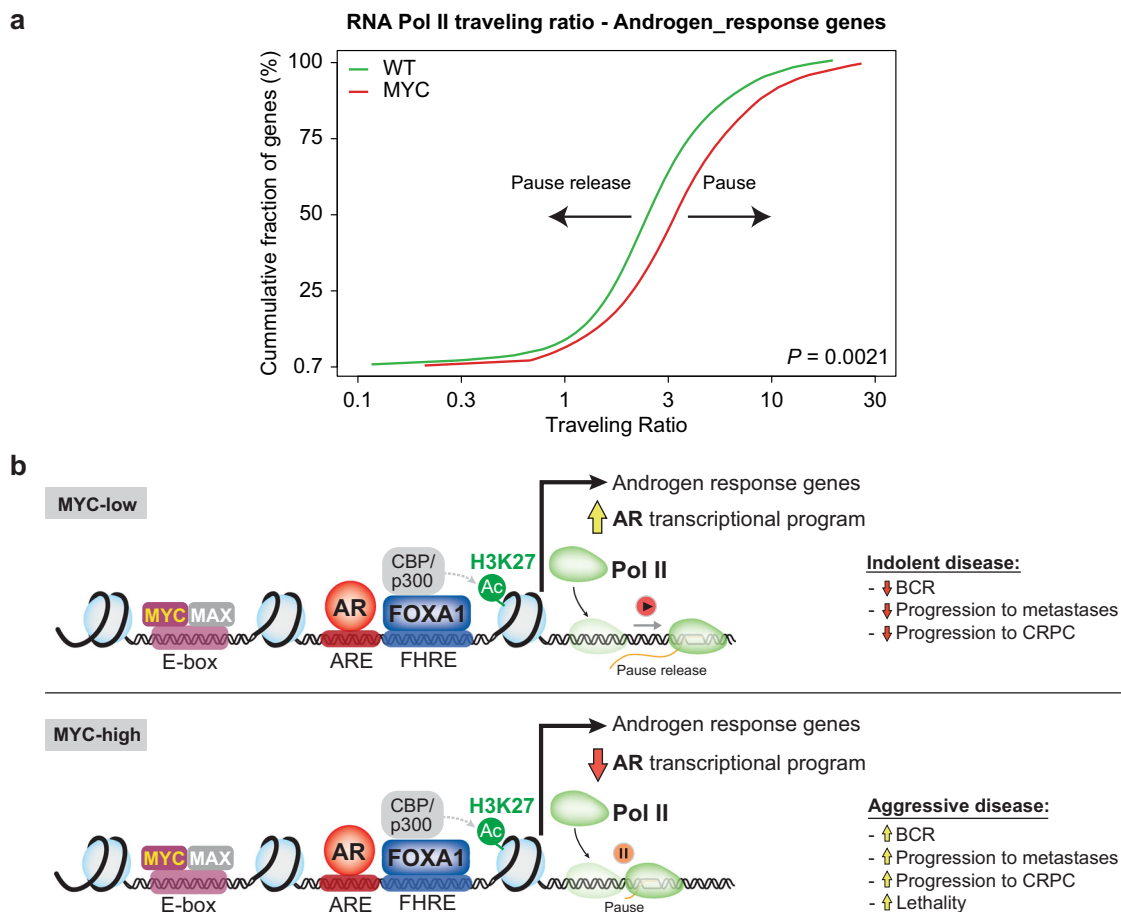 a
RNA Pol II traveling ratio - Androgen_response genes
Cummulative fraction of genes (%)
100
75
50
25
0.7
WT
MYC
Pause release
Pause
P = 0.0021
0.1
0.3
1
3
10
30
Traveling Ratio
b
MYC-low
Androgen response genes
AR transcriptional program
CBP/
p300
H3K27
Ac
Pol II
MYC
MAX
AR
FOXA1
E-box
ARE
FHRE
Pause release
Indolent disease:
- BCR
- Progression to metastases
- Progression to CRPC
MYC-high
Androgen response genes
AR transcriptional program
CBP/
p300
H3K27
Ac
Pol II
MYC
MAX
AR
FOXA1
E-box
ARE
FHRE
Pause
Aggressive disease:
- BCR
- Progression to metastases
- Progression to CRPC
- Lethality